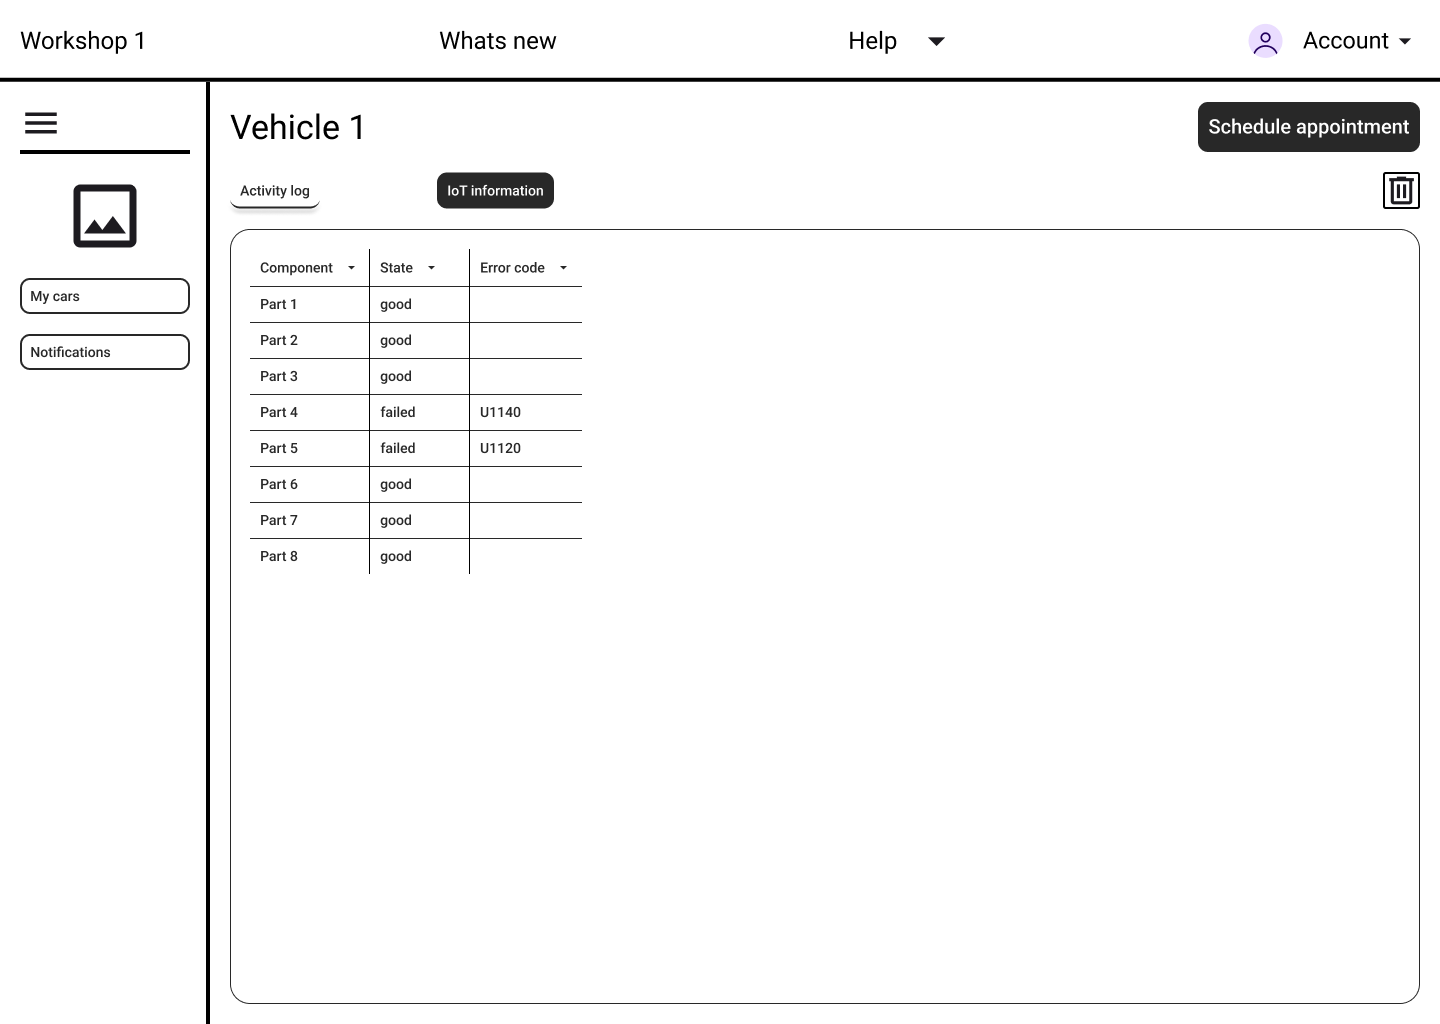 Workshop 1 Whats new Help Account
Vehicle 1 Schedule appointment
Activity log IoT information
My cars
Notifications
Component State Error code
Part 1 good
Part 2 good
Part 3 good
Part 4 failed U1140
Part 5 failed U1120
Part 6 good
Part 7 good
Part 8 good